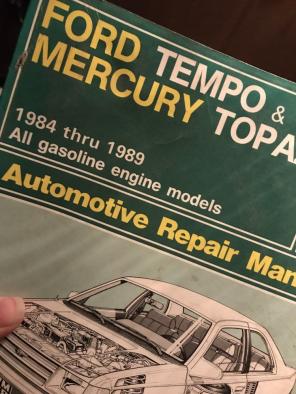 FORD TEMPO &
MERCURY TOPA
1984 thru 1989
All gasoline engine models
Automotive Repair Man